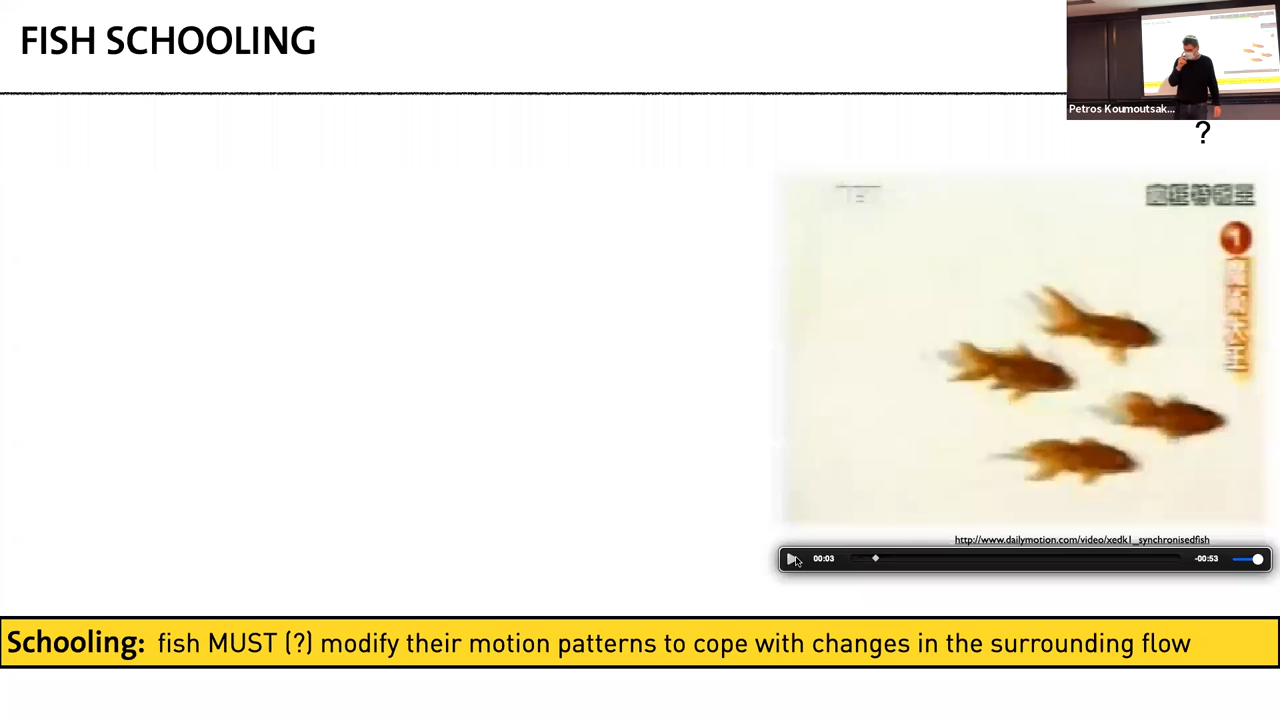 FISH SCHOOLING
Petros Koumoutsak...
?
1
http://www.dailymotion.com/video/xedk1_synchronisedfish
00:03
-00:53
Schooling: fish MUST (?) modify their motion patterns to cope with changes in the surrounding flow